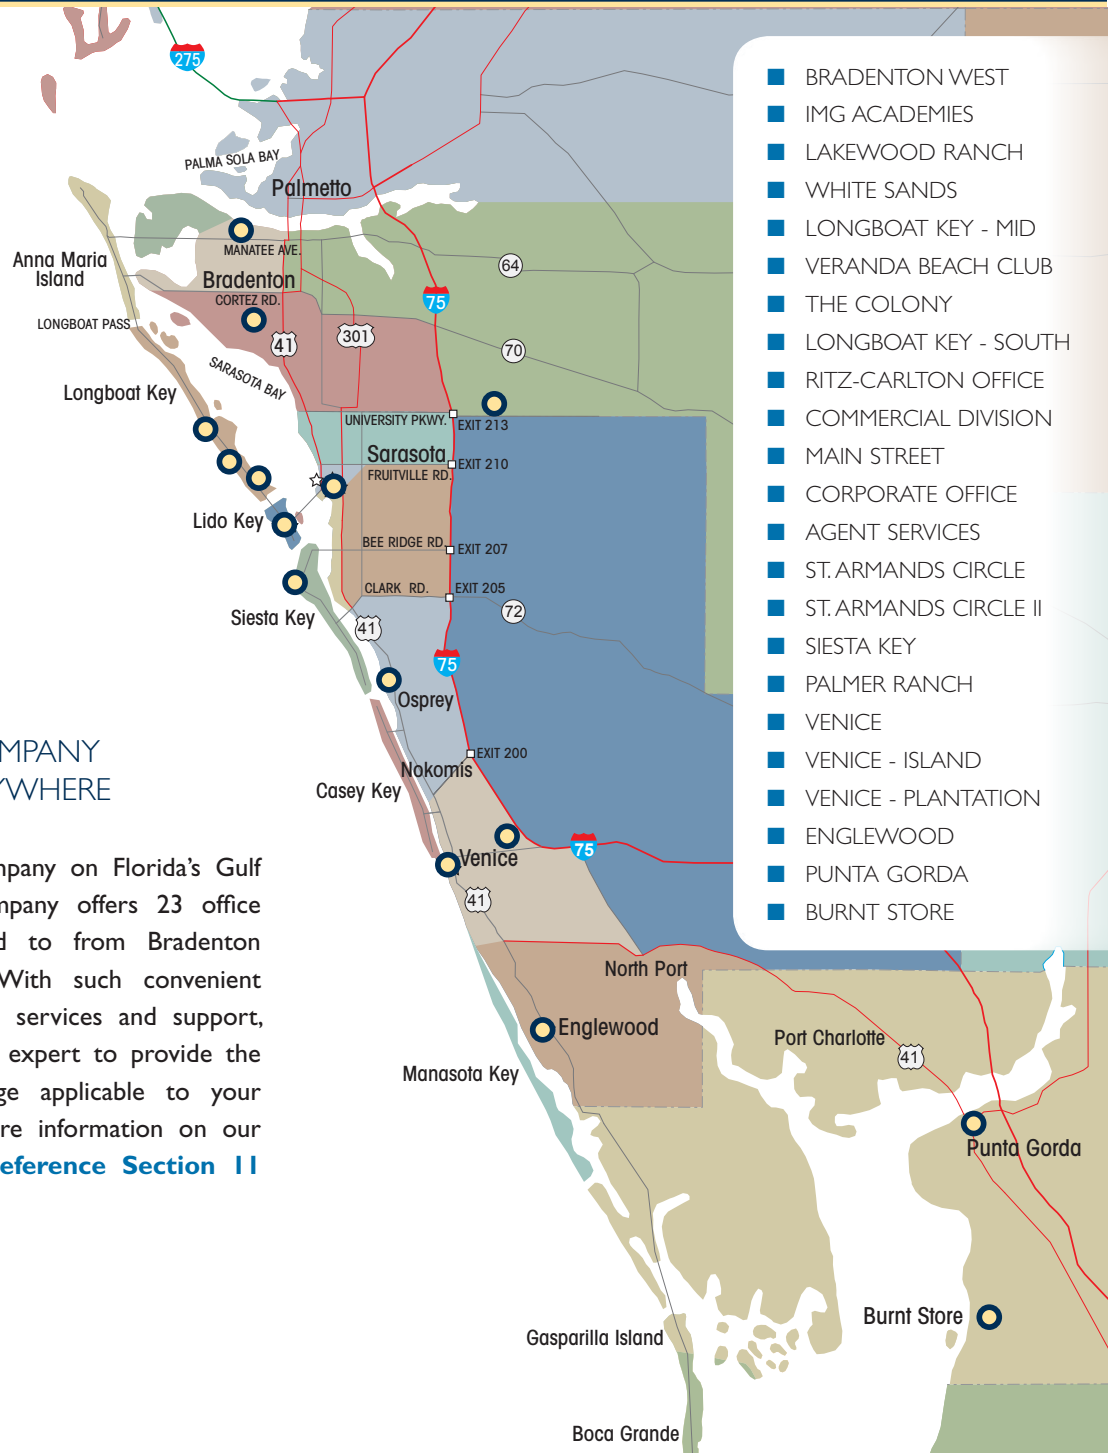 275
PALMA SOLA BAY
Palmetto
MANATEE AVE.
Anna Maria
Island
Bradenton
CORTEZ RD.
64
75
LONGBOAT PASS
41
301
70
SARASOTA BAY
Longboat Key
UNIVERSITY PKWY.
EXIT 213
Sarasota
EXIT 210
FRUITVILLE RD.
Lido Key
BEE RIDGE RD.
EXIT 207
CLARK RD.
EXIT 205
72
Siesta Key
41
75
Osprey
EXIT 200
Nokomis
Casey Key
Venice
75
41
North Port
Englewood
Port Charlotte
41
Manasota Key
Punta Gorda
Burnt Store
Gasparilla Island
Boca Grande
BRADENTON WEST
IMG ACADEMIES
LAKEWOOD RANCH
WHITE SANDS
LONGBOAT KEY - MID
VERANDA BEACH CLUB
THE COLONY
LONGBOAT KEY - SOUTH
RITZ-CARLTON OFFICE
COMMERCIAL DIVISION
MAIN STREET
CORPORATE OFFICE
AGENT SERVICES
ST. ARMANDS CIRCLE
ST. ARMANDS CIRCLE II
SIESTA KEY
PALMER RANCH
VENICE
VENICE - ISLAND
VENICE - PLANTATION
ENGLEWOOD
PUNTA GORDA
BURNT STORE
MPANY
YWHERE
mpany on Florida's Gulf
mpany offers 23 office
d to from Bradenton
With such convenient
services and support,
expert to provide the
ge applicable to your
re information on our
eference Section 11